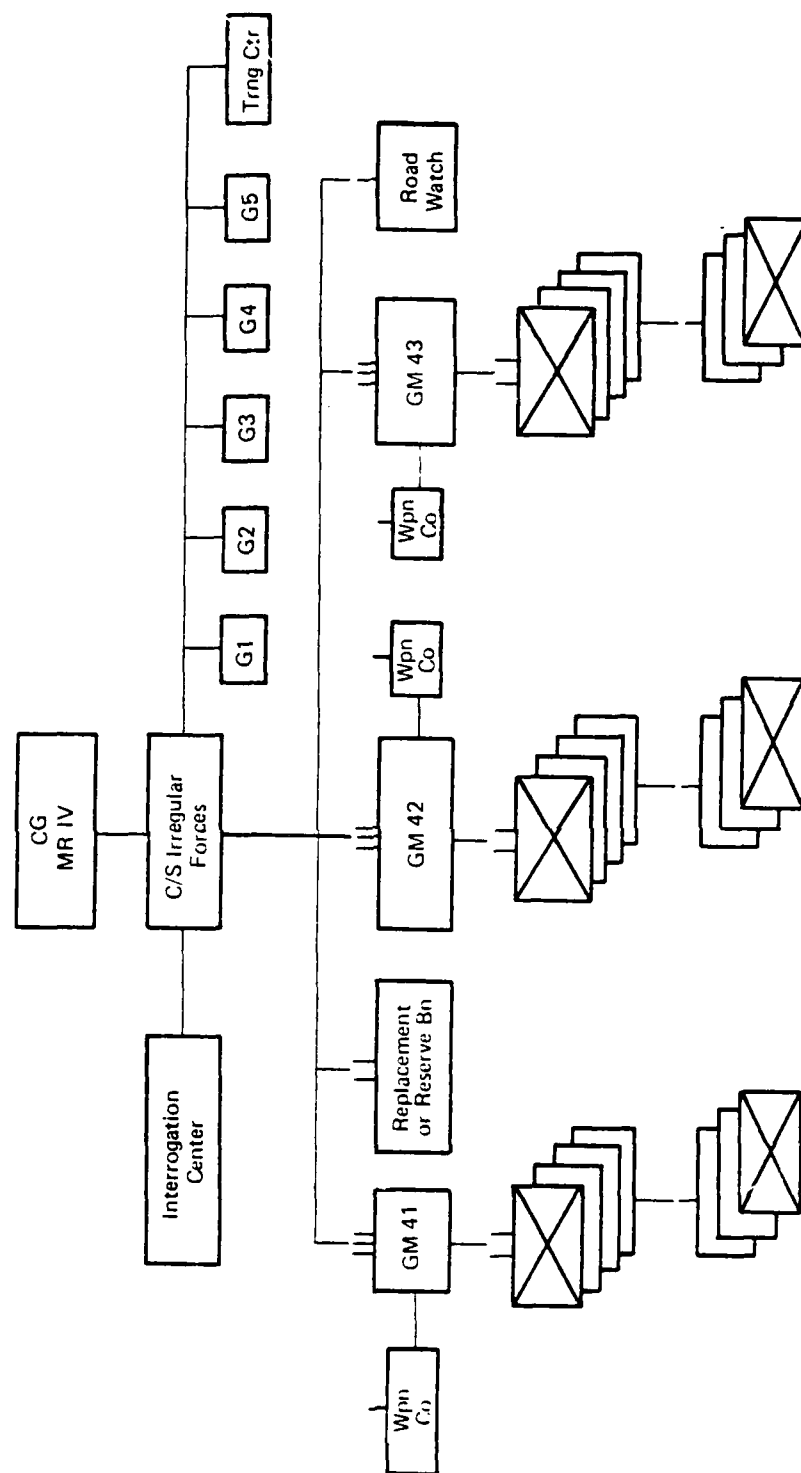 CG
MR IV
C/S Irregular
Forces
Interrogation
Center
G1
G2
G3
G4
G5
Trng Ctr
GM 41
Wpn
Co
Replacement
or Reserve Bn
GM 42
Wpn
Co
GM 43
Wpn
Co
Road
Watch